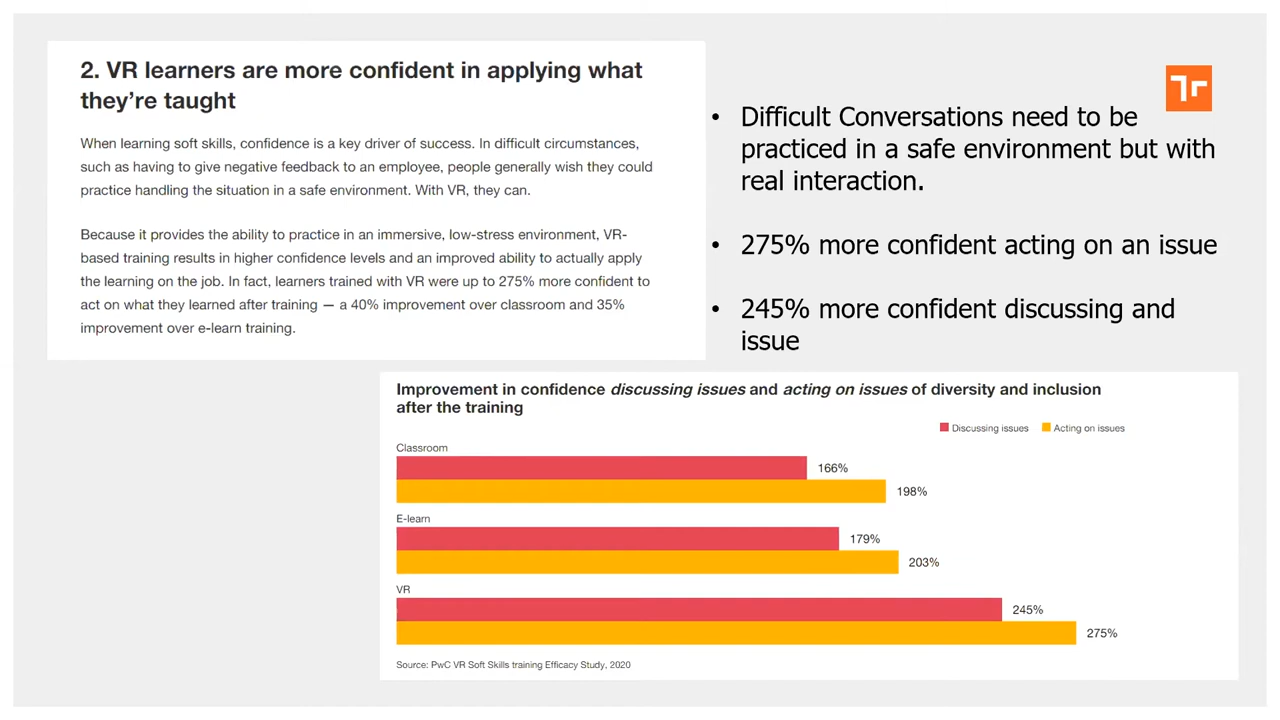 2. VR learners are more confident in applying what
they're taught
When learning soft skills, confidence is a key driver of success. In difficult circumstances,
such as having to give negative feedback to an employee, people generally wish they could
practice handling the situation in a safe environment. With VR, they can.
Because it provides the ability to practice in an immersive, low-stress environment, VR-
based training results in higher confidence levels and an improved ability to actually apply
the learning on the job. In fact, learners trained with VR were up to 275% more confident to
act on what they learned after training — a 40% improvement over classroom and 35%
improvement over e-learn training.
• Difficult Conversations need to be
practiced in a safe environment but with
real interaction.
• 275% more confident acting on an issue
• 245% more confident discussing and
issue
Improvement in confidence discussing issues and acting on issues of diversity and inclusion
after the training
Discussing issues Acting on issues
Classroom
166%
198%
E-learn
179%
203%
VR
245%
275%
Source: PwC VR Soft Skills training Efficacy Study, 2020